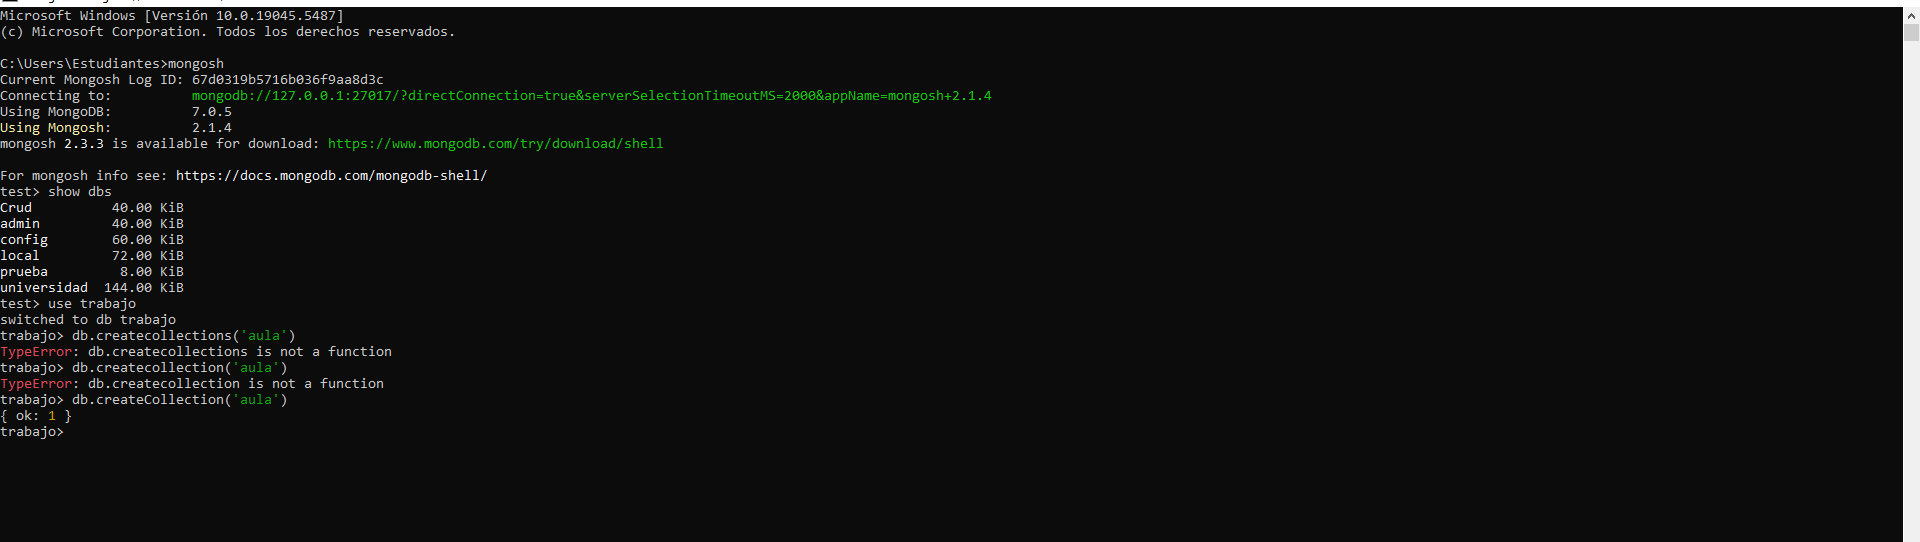 Microsoft Windows [Versión 10.0.19045.5487]
(c) Microsoft Corporation. Todos los derechos reservados.
C:\Users\Estudiantes>mongosh
Current Mongosh Log ID: 67d0319b5716b036f9aa8d3c
Connecting to:          mongodb://127.0.0.1:27017/?directConnection=true&serverSelectionTimeoutMS=2000&appName=mongosh+2.1.4
Using MongoDB:          7.0.5
Using Mongosh:          2.1.4
mongosh 2.3.3 is available for download: https://www.mongodb.com/try/download/shell
For mongosh info see: https://docs.mongodb.com/mongodb-shell/
test> show dbs
Crud          40.00 KiB
admin         40.00 KiB
config        60.00 KiB
local         72.00 KiB
prueba         8.00 KiB
universidad  144.00 KiB
test> use trabajo
switched to db trabajo
trabajo> db.createcollections('aula')
TypeError: db.createcollections is not a function
trabajo> db.createcollection('aula')
TypeError: db.createcollection is not a function
trabajo> db.createCollection('aula')
{ ok: 1 }
trabajo>